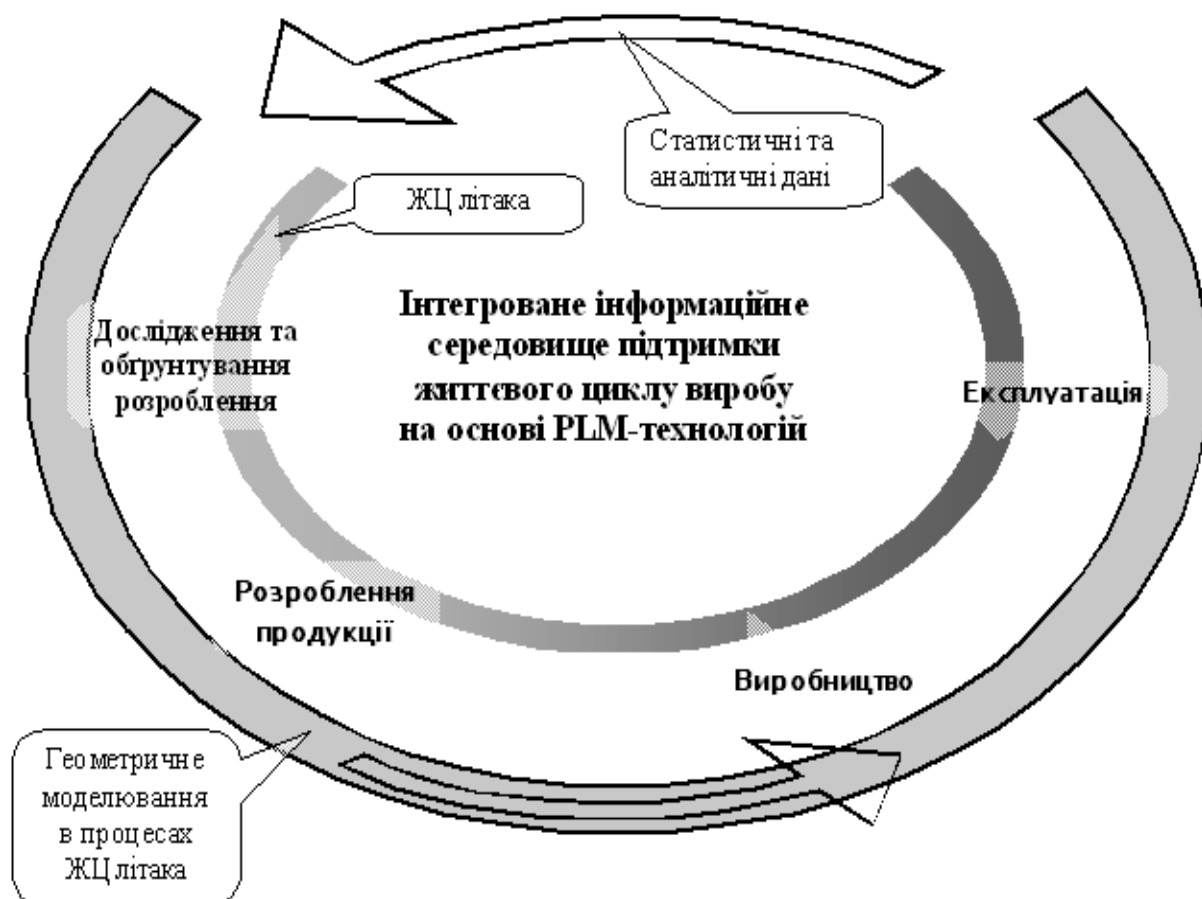 Статистичні та
аналітичні дані
ЖЦ літака
Інтегроване інформаційне
середовище підтримки
життєвого циклу виробу
на основі PLM-технологій
Дослідження та
обґрунтування
розроблення
Експлуатація
Розроблення
продукції
Виробництво
Геометричне
моделювання
в процесах
ЖЦ літака